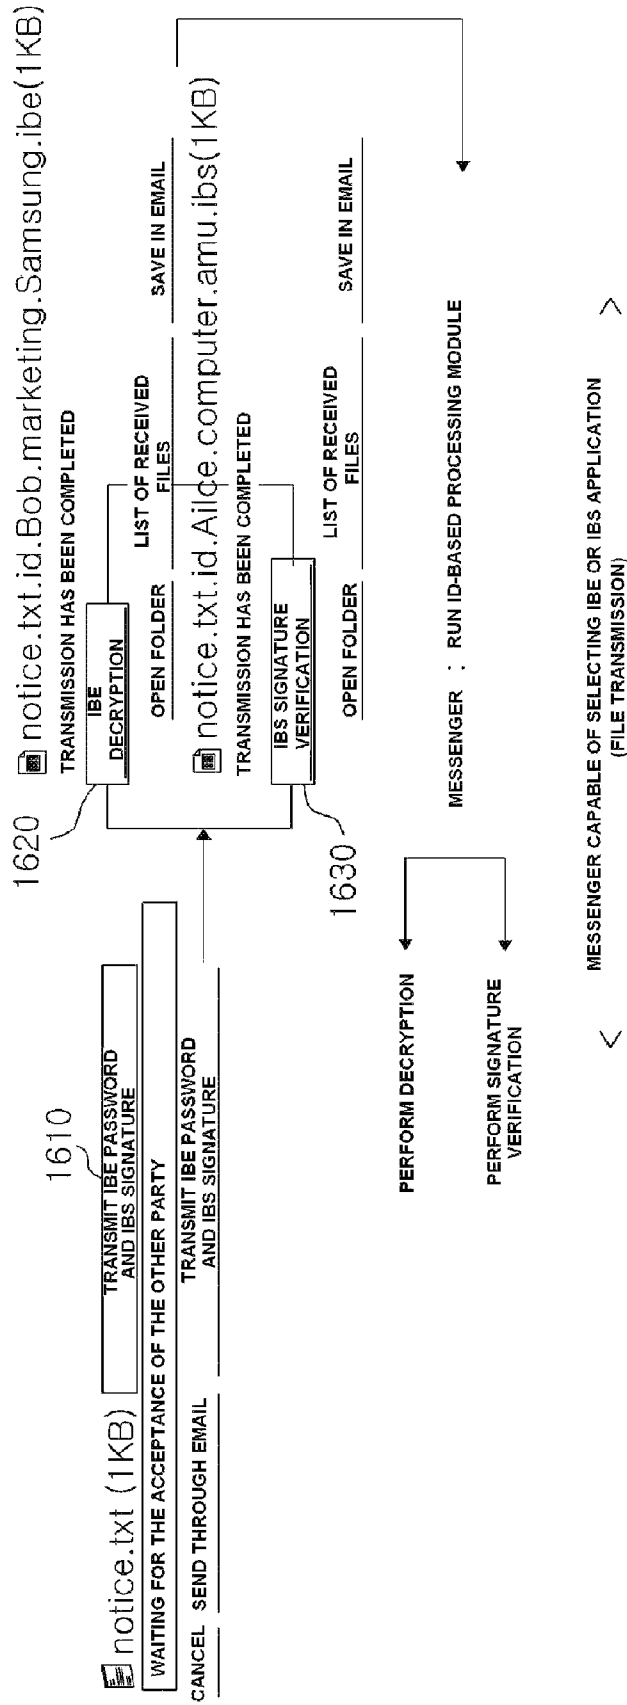 1610
notice.txt (1KB)
TRANSMIT IBE PASSWORD
AND IBS SIGNATURE
WAITING FOR THE ACCEPTANCE OF THE OTHER PARTY
CANCEL
SEND THROUGH EMAIL
TRANSMIT IBE PASSWORD
AND IBS SIGNATURE
1620
notice.txt.id.Bob.marketing.Samsung.ibe(1KB)
TRANSMISSION HAS BEEN COMPLETED
IBE
DECRYPTION
OPEN FOLDER
LIST OF RECEIVED
FILES
SAVE IN EMAIL
notice.txt.id.Ailce.computer.amu.ibs(1KB)
TRANSMISSION HAS BEEN COMPLETED
1630
IBS SIGNATURE
VERIFICATION
OPEN FOLDER
LIST OF RECEIVED
FILES
SAVE IN EMAIL
PERFORM DECRYPTION
PERFORM SIGNATURE
VERIFICATION
MESSENGER : RUN ID-BASED PROCESSING MODULE
< MESSENGER CAPABLE OF SELECTING IBE OR IBS APPLICATION >
(FILE TRANSMISSION)